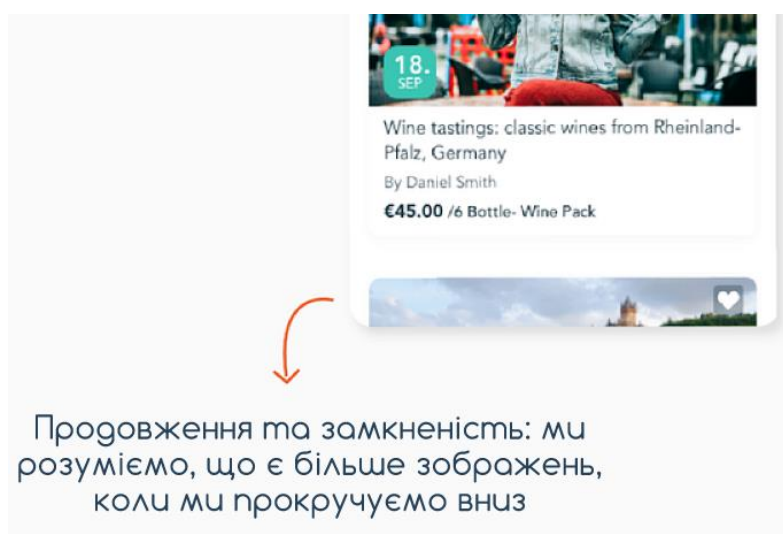 18.
SEP
Wine tastings: classic wines from Rheinland-
Pfalz, Germany
By Daniel Smith
€45.00 /6 Bottle- Wine Pack
Продовження та замкненість: ми
розуміємо, що є більше зображень,
коли ми прокручуємо вниз